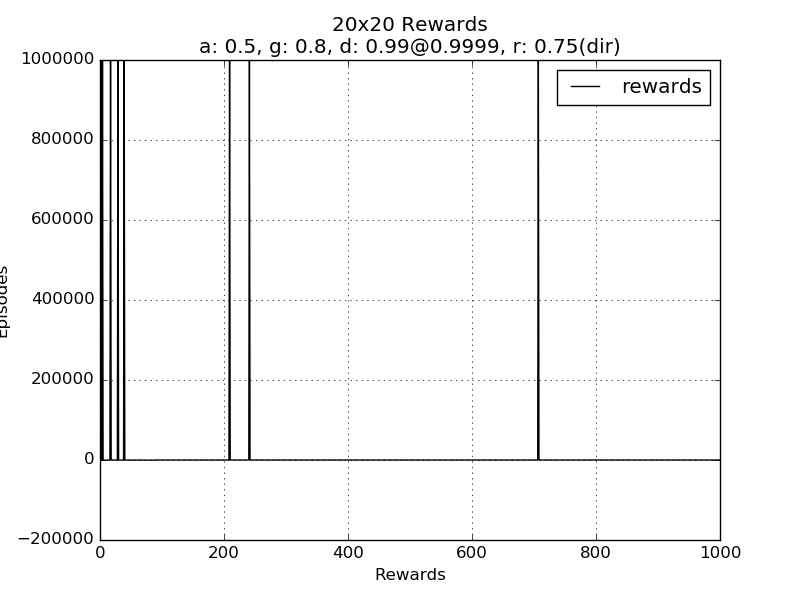 20x20 Rewards
a: 0.5, g: 0.8, d: 0.99@0.9999, r: 0.75(dir)
1000000
rewards
800000
600000
400000
200000
0
−200000
Episodes
0 200 400 600 800 1000
Rewards